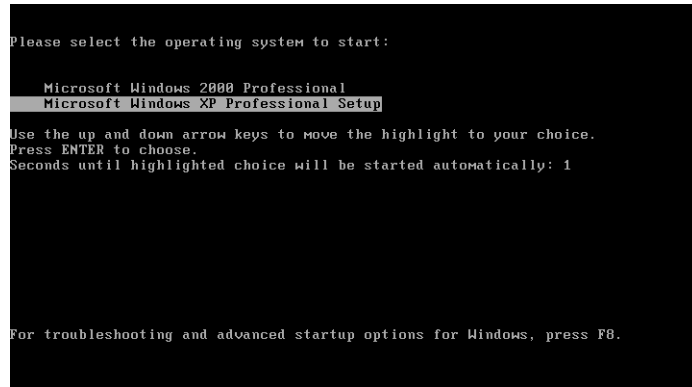 Please select the operating system to start:
Microsoft Windows 2000 Professional
Microsoft Windows XP Professional Setup
Use the up and down arrow keys to move the highlight to your choice.
Press ENTER to choose.
Seconds until highlighted choice will be started automatically: 1
For troubleshooting and advanced startup options for Windows, press F8.